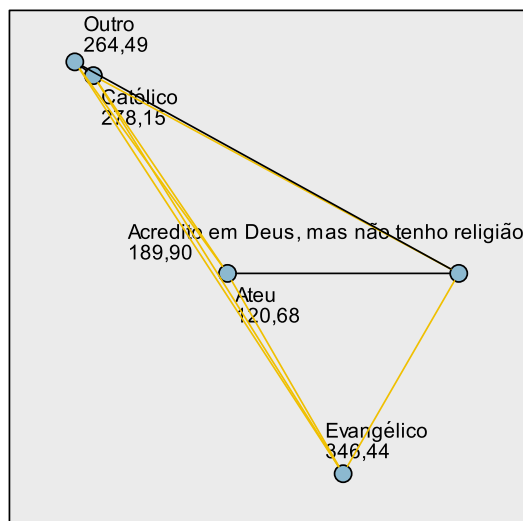 Outro
264,49
Católico
278,15
Acredito em Deus, mas não tenho religião
189,90
Ateu
120,68
Evangélico
346,44